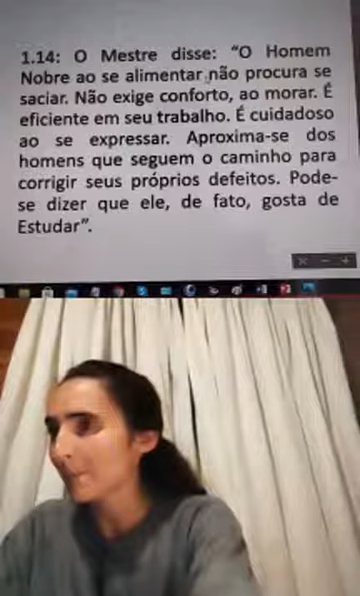 1.14: O Mestre disse: “O Homem
Nobre ao se alimentar não procura se
saciar. Não exige conforto, ao morar. É
eficiente em seu trabalho. É cuidadoso
ao se expressar. Aproxima-se dos
homens que seguem o caminho para
corrigir seus próprios defeitos. Pode-
se dizer que ele, de fato, gosta de
Estudar”.